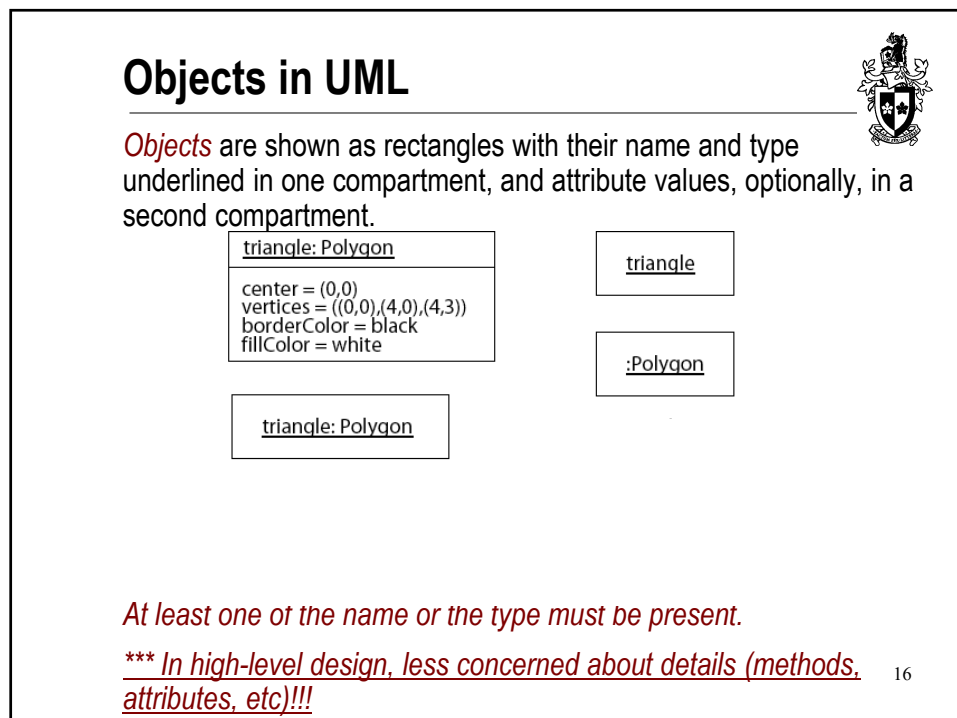 Objects in UML
Objects are shown as rectangles with their name and type
underlined in one compartment, and attribute values, optionally, in a
second compartment.
triangle: Polygon
center = (0,0)
vertices = ((0,0),(4,0),(4,3))
borderColor = black
fillColor = white
triangle: Polygon
triangle
:Polygon
At least one of the name or the type must be present.
*** In high-level design, less concerned about details (methods,
attributes, etc)!!!
16